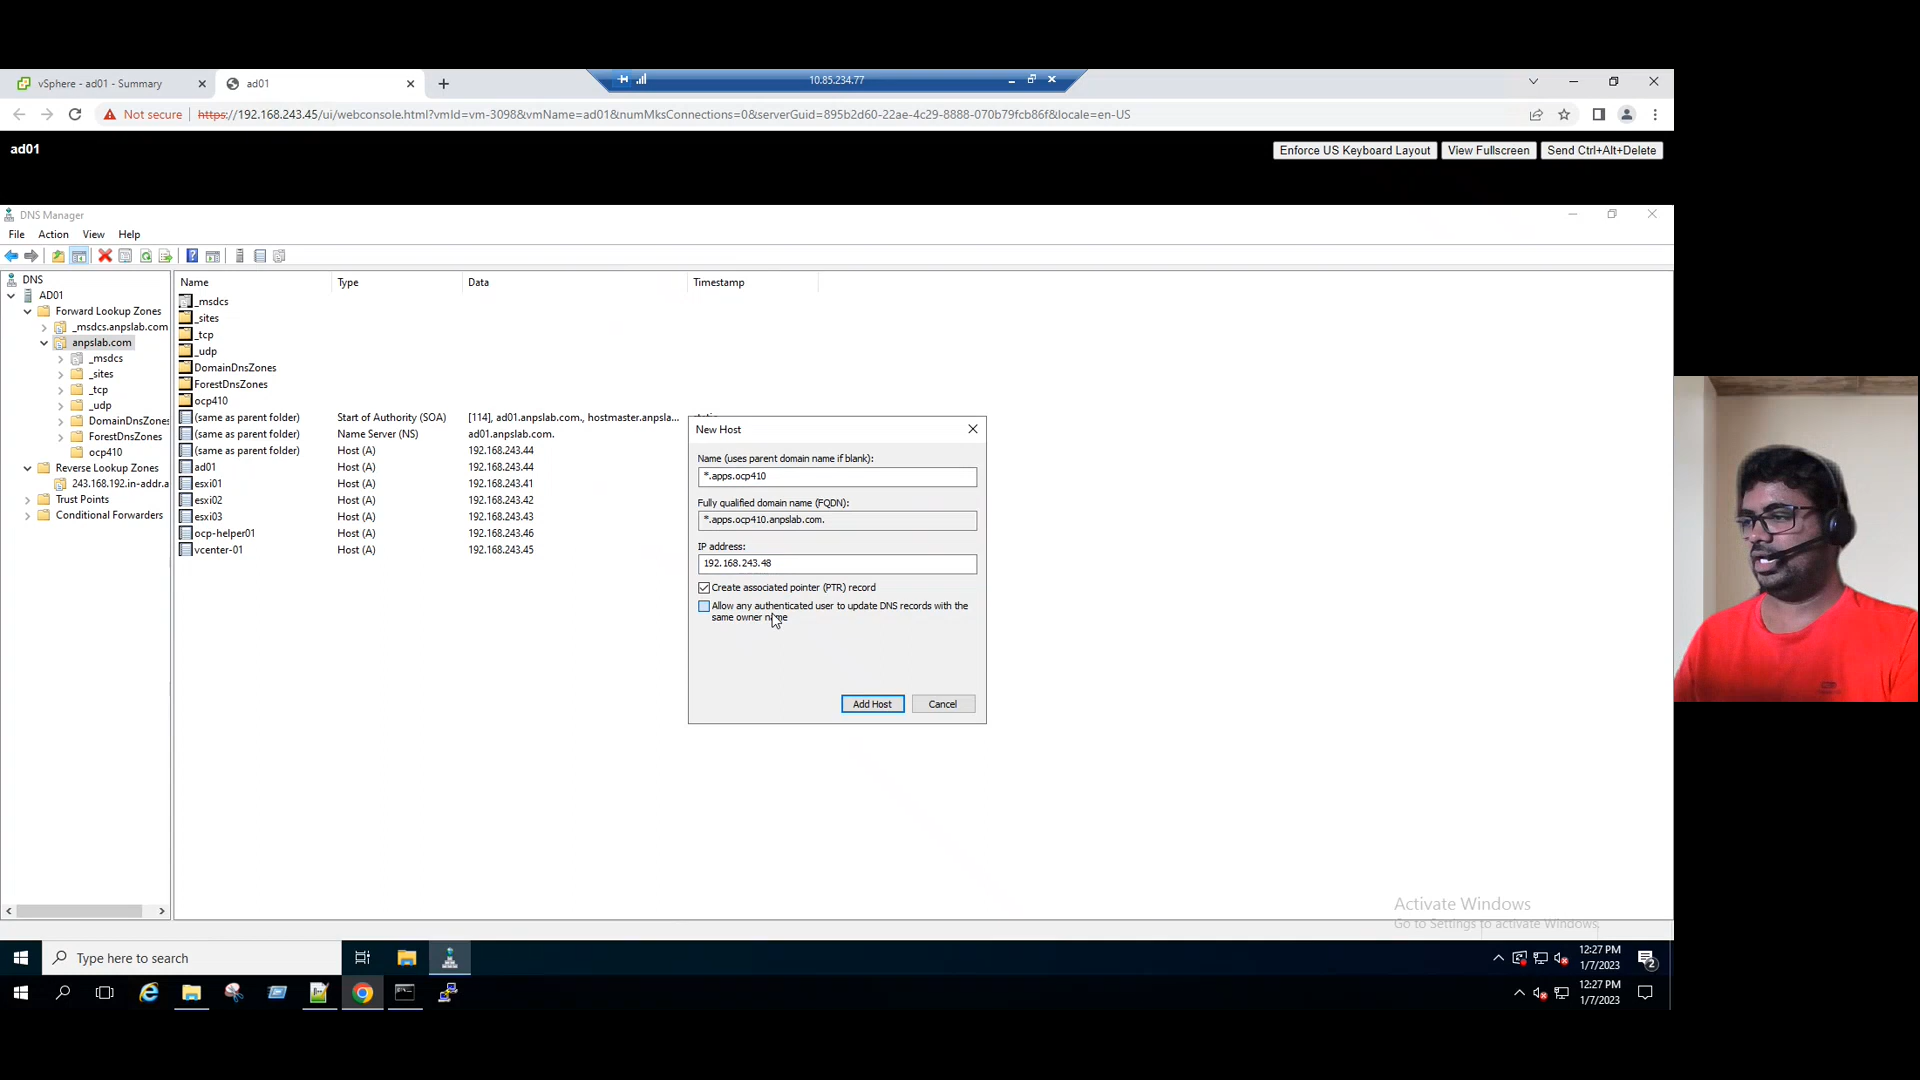 vSphere - ad01 - Summary
ad01
10.85.234.77
Not secure
https://192.168.243.45/ui/webconsole.html?vmId=vm-3098&vmName=ad01&numMksConnections=0&serverGuid=895b2d60-22ae-4c29-8888-070b79fcb86f&locale=en-US
ad01
Enforce US Keyboard Layout
View Fullscreen
Send Ctrl+Alt+Delete
DNS Manager
File Action View Help
DNS
AD01
Forward Lookup Zones
_msdcs.anpslab.com
anpslab.com
_msdcs
_sites
_tcp
_udp
DomainDnsZones
ForestDnsZones
ocp410
Reverse Lookup Zones
243.168.192.in-addr.a
Trust Points
Conditional Forwarders
Name Type Data Timestamp
_msdcs
_sites
_tcp
_udp
DomainDnsZones
ForestDnsZones
ocp410
(same as parent folder) Start of Authority (SOA) [114], ad01.anpslab.com., hostmaster.anpsla...
(same as parent folder) Name Server (NS) ad01.anpslab.com.
(same as parent folder) Host (A) 192.168.243.44
ad01 Host (A) 192.168.243.44
esxi01 Host (A) 192.168.243.41
esxi02 Host (A) 192.168.243.42
esxi03 Host (A) 192.168.243.43
ocp-helper01 Host (A) 192.168.243.46
vcenter-01 Host (A) 192.168.243.45
New Host
Name (uses parent domain name if blank):
*.apps.ocp410
Fully qualified domain name (FQDN):
*.apps.ocp410.anpslab.com.
IP address:
192.168.243.48
Create associated pointer (PTR) record
Allow any authenticated user to update DNS records with the
same owner name
Add Host
Cancel
Activate Windows
Go to Settings to activate Windows.
Type here to search
12:27 PM
1/7/2023
2
12:27 PM
1/7/2023